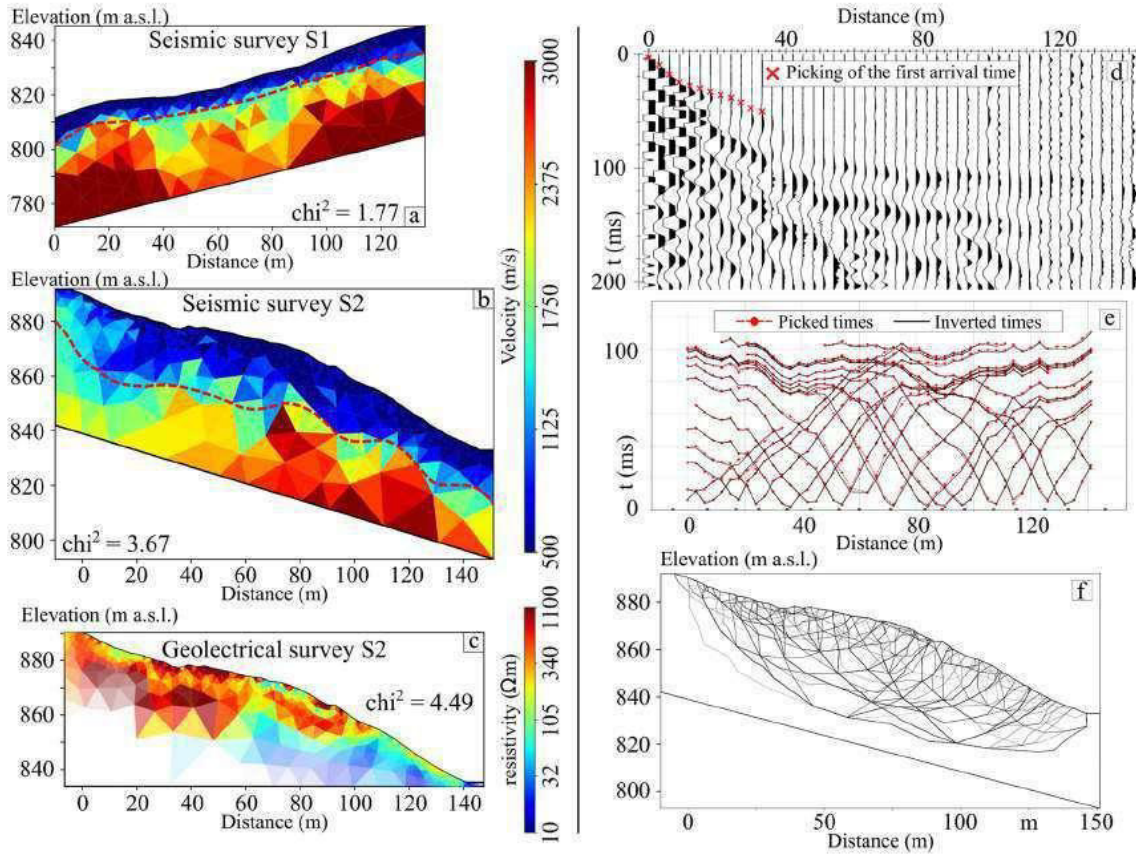 Elevation (m a.s.l.)
Seismic survey S1
840
820
800
780
chi² = 1.77
a
0 20 40 60 80 100 120
Distance (m)
Elevation (m a.s.l.)
Seismic survey S2
b
880
860
840
820
800
chi² = 3.67
0 20 40 60 80 100 120 140
Distance (m)
3000
2375
1750
1125
500
Velocity (m/s)
Elevation (m a.s.l.)
Geolectrical survey S2
c
880
860
840
chi² = 4.49
0 20 40 60 80 100 120 140
Distance (m)
1100
340
105
32
10
resistivity (Ωm)
Distance (m)
0 40 60 80 100 130
Picking of the first arrival time
d
0
100
200
t (ms)
Picked times
Inverted times
e
100
0
t (ms)
0 40 80 120
Distance (m)
Elevation (m a.s.l.)
f
880
860
840
820
800
0 50 100 m 150
Distance (m)